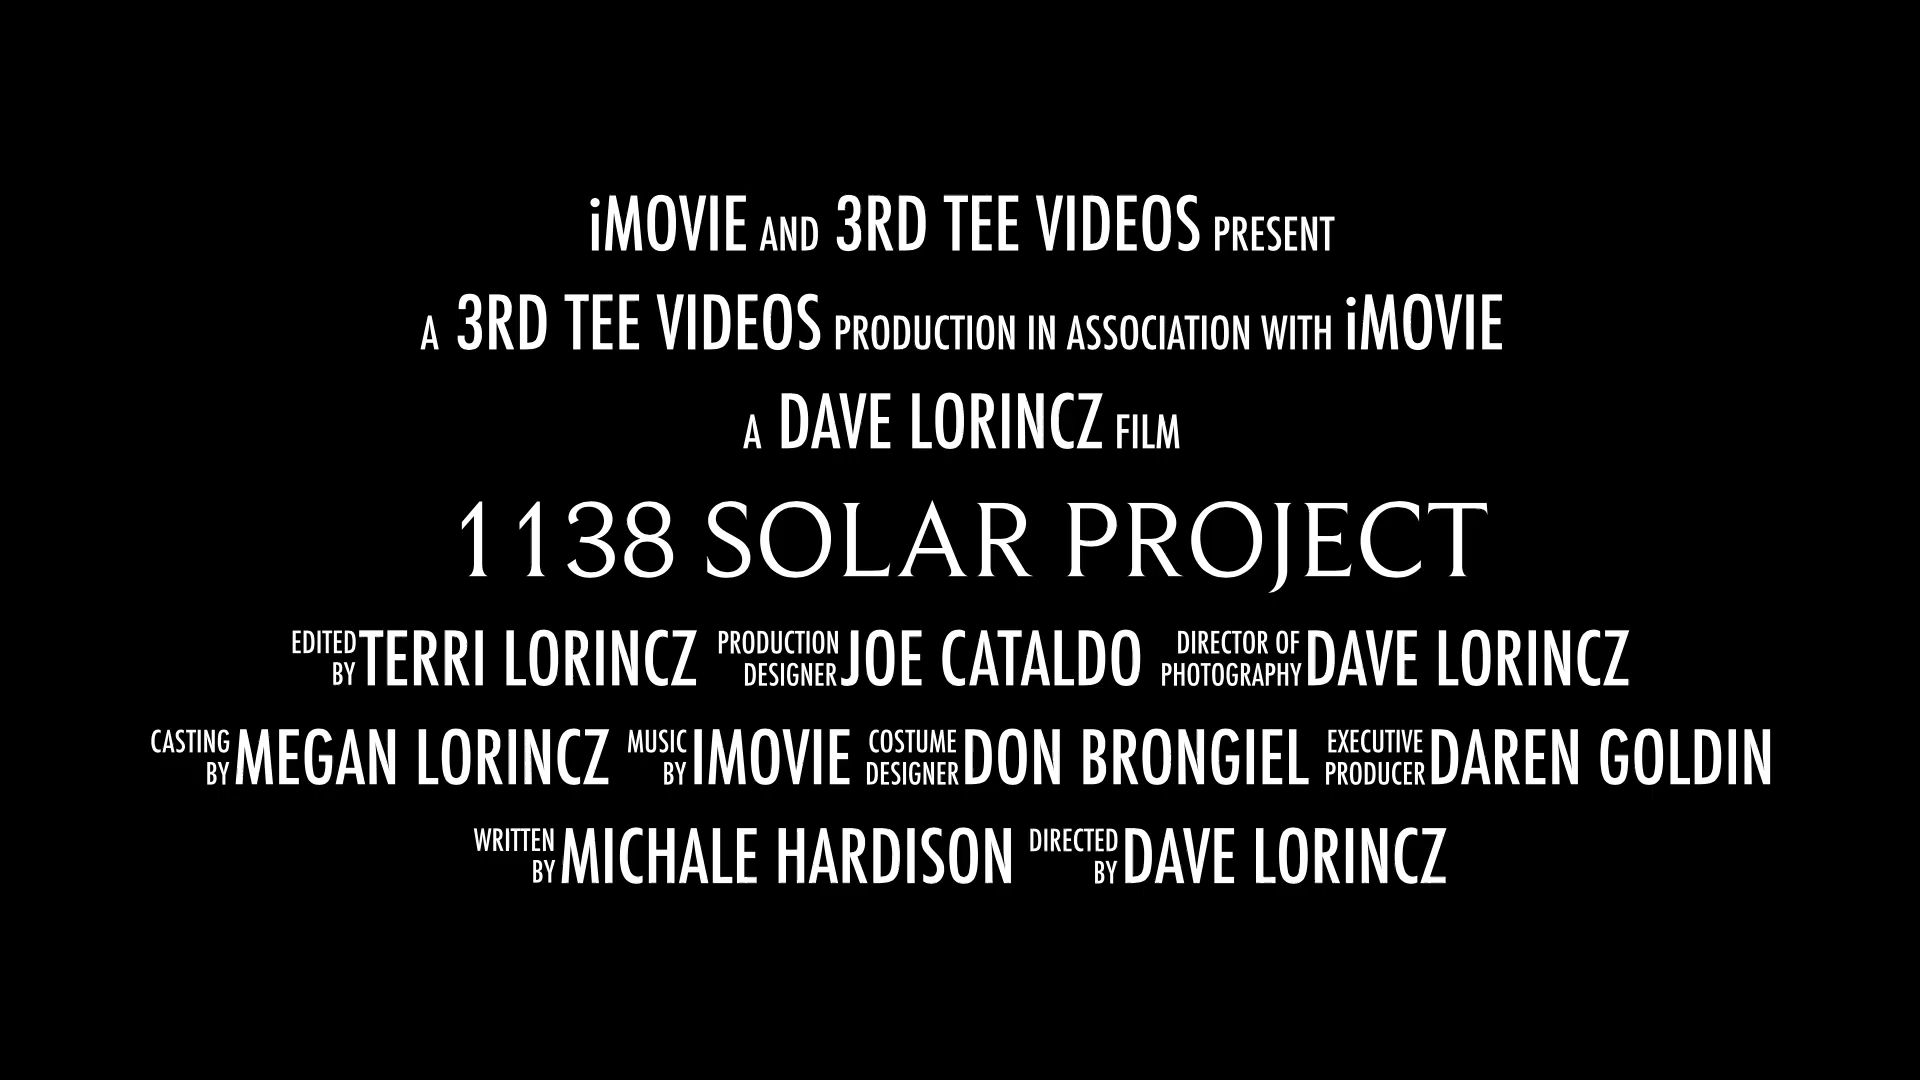 iMOVIE AND 3RD TEE VIDEOS PRESENT
A 3RD TEE VIDEOS PRODUCTION IN ASSOCIATION WITH iMOVIE
A DAVE LORINCZ FILM
1138 SOLAR PROJECT
EDITED BY TERRI LORINCZ PRODUCTION DESIGNER JOE CATALDO DIRECTOR OF PHOTOGRAPHY DAVE LORINCZ
CASTING BY MEGAN LORINCZ MUSIC BY IMOVIE COSTUME DESIGNER DON BRONGIEL EXECUTIVE PRODUCER DAREN GOLDIN
WRITTEN BY MICHALE HARDISON DIRECTED BY DAVE LORINCZ